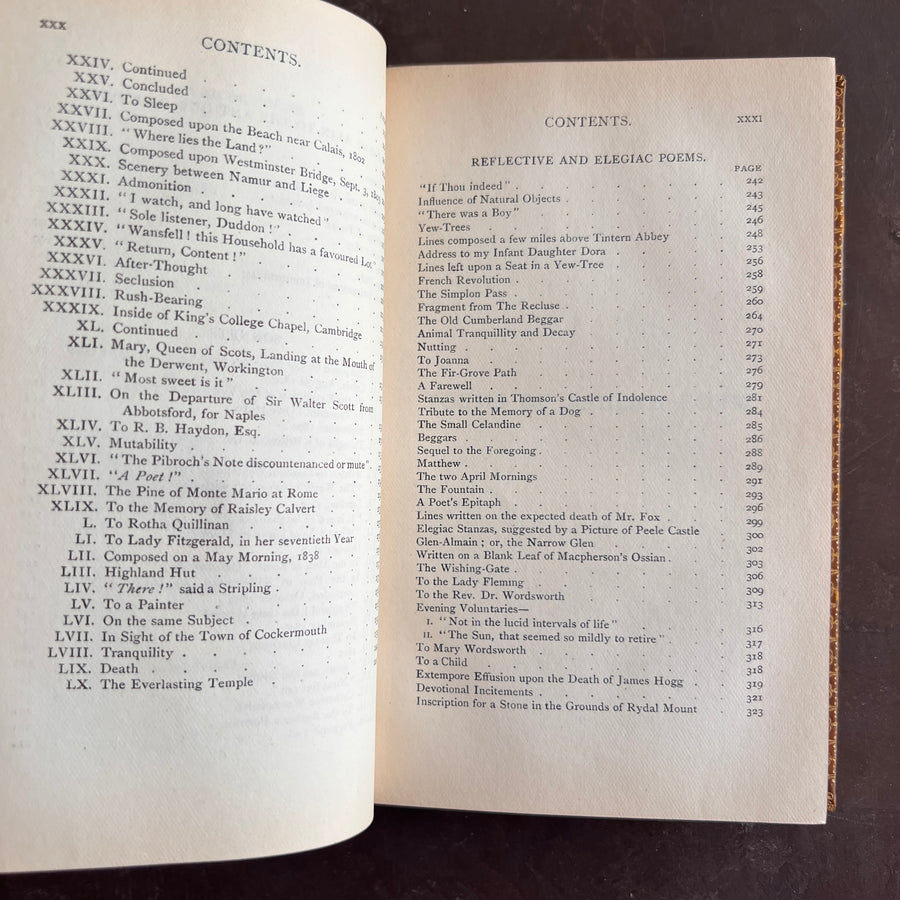 xxx
CONTENTS.
XXIV. Continued
XXV. Concluded
XXVI. To Sleep
XXVII. Composed upon the Beach near Calais, 1802
XXVIII. "Where lies the Land?"
XXIX. Composed upon Westminster Bridge, Sept. 3, 1803
XXX. Scenery between Namur and Liege
XXXI. Admonition
XXXII. "I watch, and long have watched"
XXXIII. "Sole listener, Duddon!"
XXXIV. "Wansfell! this Household has a favoured Lot"
XXXV. "Return, Content!"
XXXVI. After-Thought
XXXVII. Seclusion
XXXVIII. Rush-Bearing
XXXIX. Inside of King's College Chapel, Cambridge
XL. Continued
XLI. Mary, Queen of Scots, Landing at the Mouth of
the Derwent, Workington
XLII. "Most sweet is it"
XLIII. On the Departure of Sir Walter Scott from
Abbotsford, for Naples
XLIV. To R. B. Haydon, Esq.
XLV. Mutability
XLVI. "The Pibroch's Note discountenanced or mute".
XLVII. "A Poet!"
XLVIII. The Pine of Monte Mario at Rome
XLIX. To the Memory of Raisley Calvert
L. To Rotha Quillinan
LI. To Lady Fitzgerald, in her seventieth Year
LII. Composed on a May Morning, 1838
LIII. Highland Hut
LIV. "There!" said a Stripling
LV. To a Painter
LVI. On the same Subject
LVII. In Sight of the Town of Cockermouth
LVIII. Tranquility
LIX. Death
LX. The Everlasting Temple
CONTENTS. xxxi
REFLECTIVE AND ELEGIAC POEMS.
PAGE
"If Thou indeed" 242
Influence of Natural Objects 243
"There was a Boy" 245
Yew-Trees 246
Lines composed a few miles above Tintern Abbey 248
Address to my Infant Daughter Dora 253
Lines left upon a Seat in a Yew-Tree 256
French Revolution 258
The Simplon Pass 259
Fragment from The Recluse 260
The Old Cumberland Beggar 264
Animal Tranquillity and Decay 270
Nutting 271
To Joanna 273
The Fir-Grove Path 276
A Farewell 279
Stanzas written in Thomson's Castle of Indolence 281
Tribute to the Memory of a Dog 284
The Small Celandine 285
Beggars 286
Sequel to the Foregoing 288
Matthew 289
The two April Mornings 291
The Fountain 293
A Poet's Epitaph 296
Lines written on the expected death of Mr. Fox 299
Elegiac Stanzas, suggested by a Picture of Peele Castle 300
Glen-Almain; or, the Narrow Glen 302
Written on a Blank Leaf of Macpherson's Ossian 303
The Wishing-Gate 306
To the Lady Fleming 309
To the Rev. Dr. Wordsworth 313
Evening Voluntaries—
I. "Not in the lucid intervals of life" 316
II. "The Sun, that seemed so mildly to retire" 317
To Mary Wordsworth 318
To a Child 318
Extempore Effusion upon the Death of James Hogg 319
Devotional Incitements 321
Inscription for a Stone in the Grounds of Rydal Mount 323